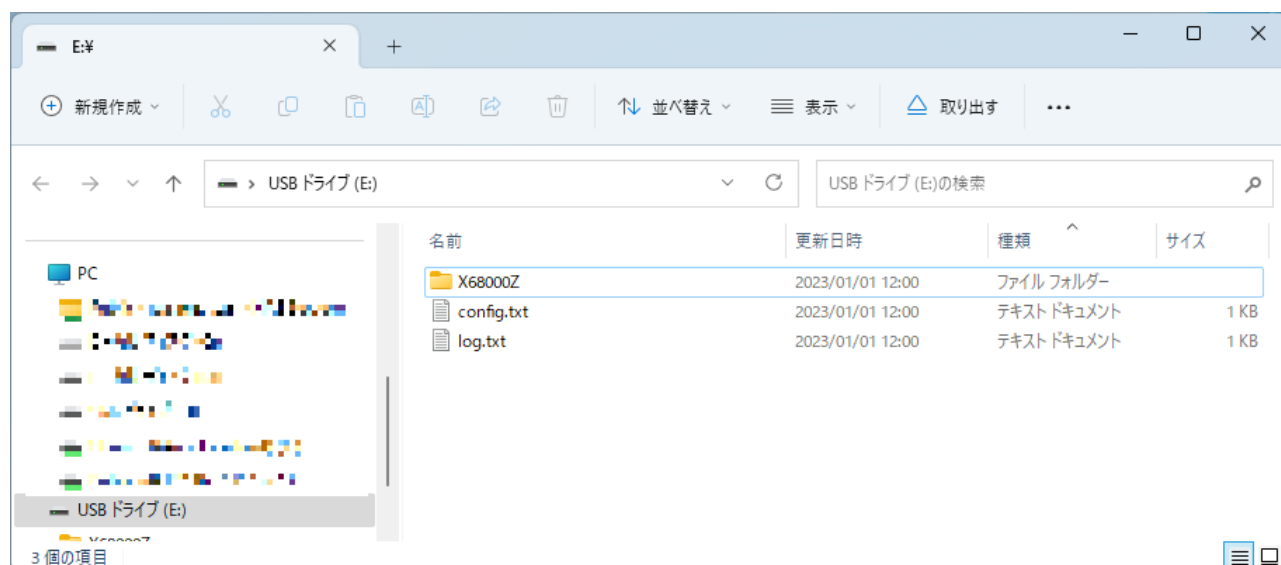 E:¥
新規作成
並べ替え
表示
取り出す
USB ドライブ (E:)
USB ドライブ (E:)の検索
名前 更新日時 種類 サイズ
PC
X68000Z 2023/01/01 12:00 ファイル フォルダー
config.txt 2023/01/01 12:00 テキスト ドキュメント 1 KB
log.txt 2023/01/01 12:00 テキスト ドキュメント 1 KB
USB ドライブ (E:)
3 個の項目